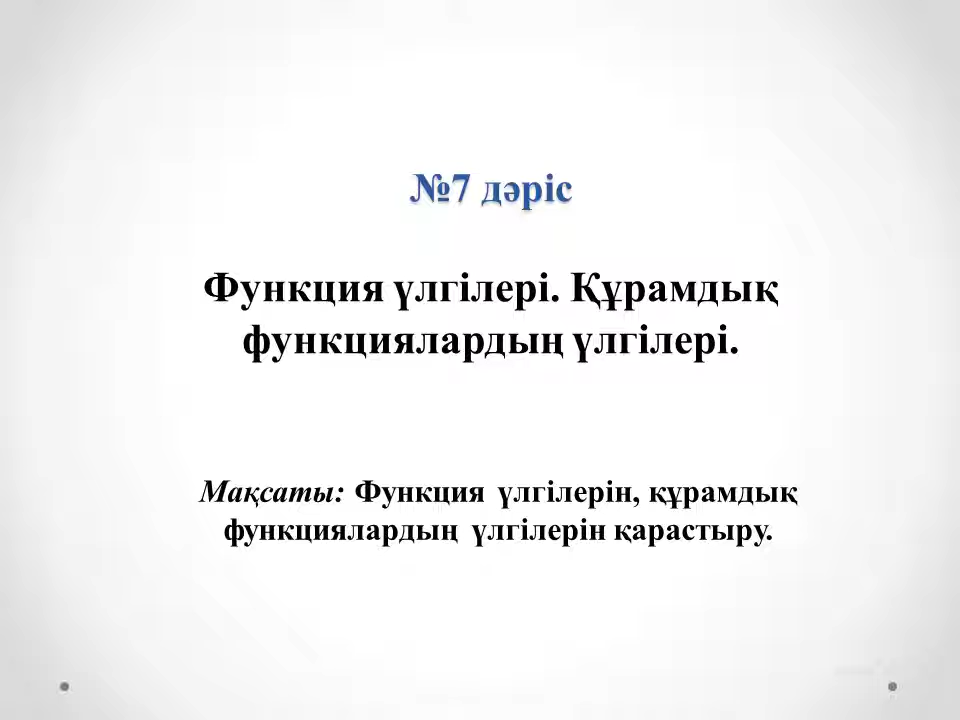 №7 дәріс
Функция үлгілері. Құрамдық
функциялардың үлгілері.
Мақсаты: Функция үлгілерін, құрамдық
функциялардың үлгілерін қарастыру.